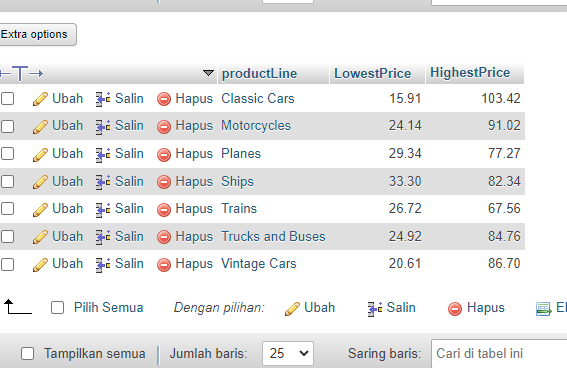 Extra options
productLine LowestPrice HighestPrice
Ubah Salin Hapus Classic Cars 15.91 103.42
Ubah Salin Hapus Motorcycles 24.14 91.02
Ubah Salin Hapus Planes 29.34 77.27
Ubah Salin Hapus Ships 33.30 82.34
Ubah Salin Hapus Trains 26.72 67.56
Ubah Salin Hapus Trucks and Buses 24.92 84.76
Ubah Salin Hapus Vintage Cars 20.61 86.70
Pilih Semua Dengan pilihan: Ubah Salin Hapus
Tampilkan semua Jumlah baris: 25 Saring baris: Cari di tabel ini